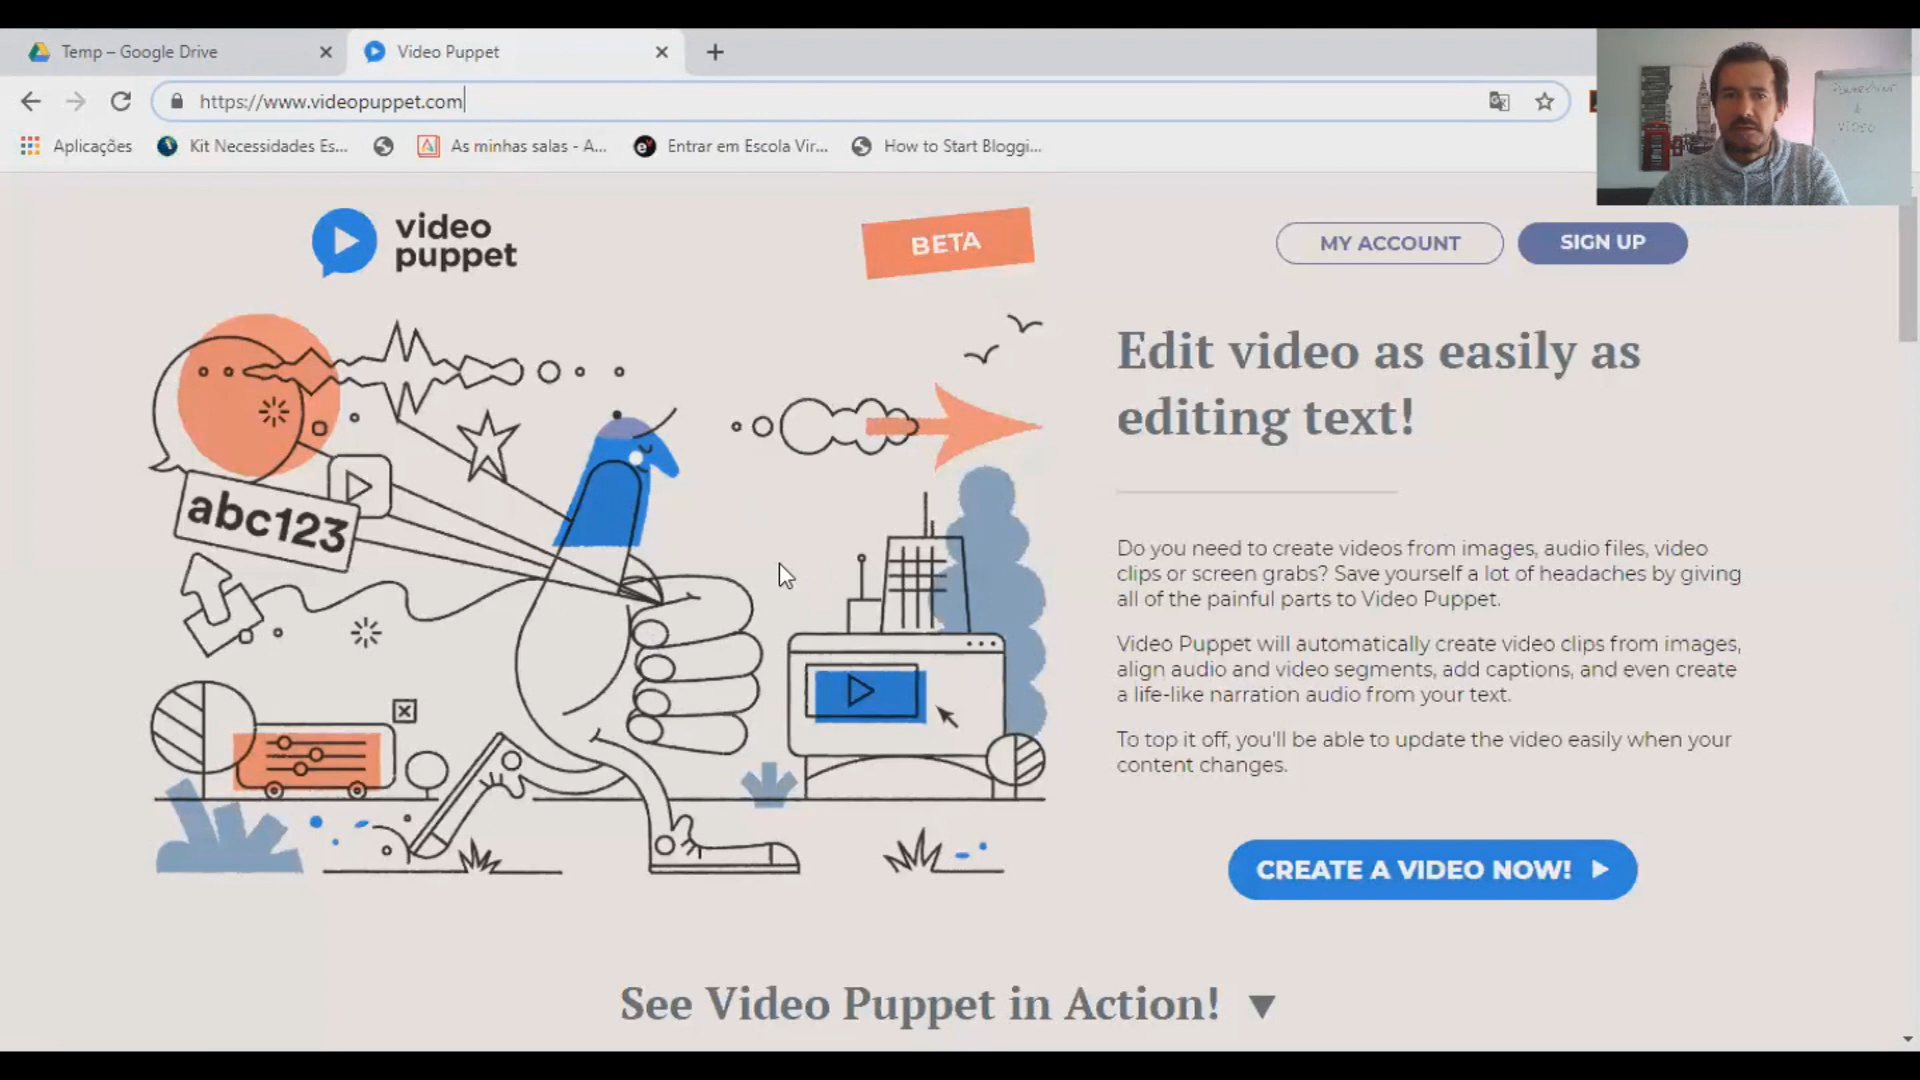 Temp – Google Drive
Video Puppet
https://www.videopuppet.com
Aplicações
Kit Necessidades Es...
As minhas salas - A...
Entrar em Escola Vir...
How to Start Bloggi...
POWERPOINT
VIDEO
video
puppet
BETA
MY ACCOUNT
SIGN UP
abc123
Edit video as easily as
editing text!
Do you need to create videos from images, audio files, video
clips or screen grabs? Save yourself a lot of headaches by giving
all of the painful parts to Video Puppet.
Video Puppet will automatically create video clips from images,
align audio and video segments, add captions, and even create
a life-like narration audio from your text.
To top it off, you'll be able to update the video easily when your
content changes.
CREATE A VIDEO NOW!
See Video Puppet in Action!